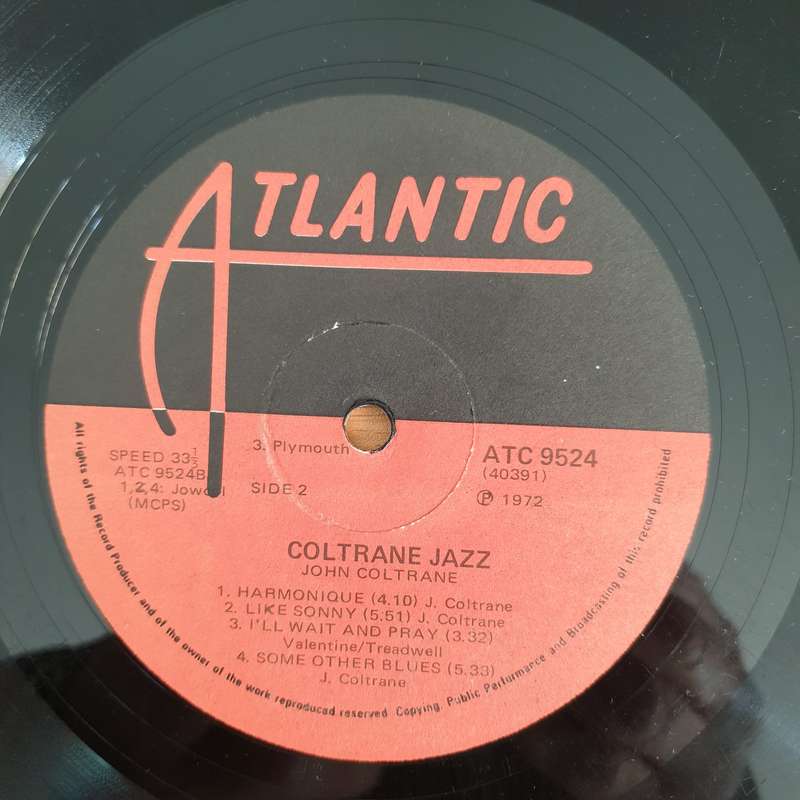 ATLANTIC
SPEED 33⅓
ATC 9524B
1,2,4: Jowcol
(MCPS)
3. Plymouth
SIDE 2
ATC 9524
(40391)
Ⓟ 1972
COLTRANE JAZZ
JOHN COLTRANE
1. HARMONIQUE (4.10) J. Coltrane
2. LIKE SONNY (5.51) J. Coltrane
3. I'LL WAIT AND PRAY (3.32)
Valentine/Treadwell
4. SOME OTHER BLUES (5.33)
J. Coltrane
All rights of the Record Producer and of the owner of the work reproducad reserved. Copying, Public Performance and Broadcasting of this record prohibited